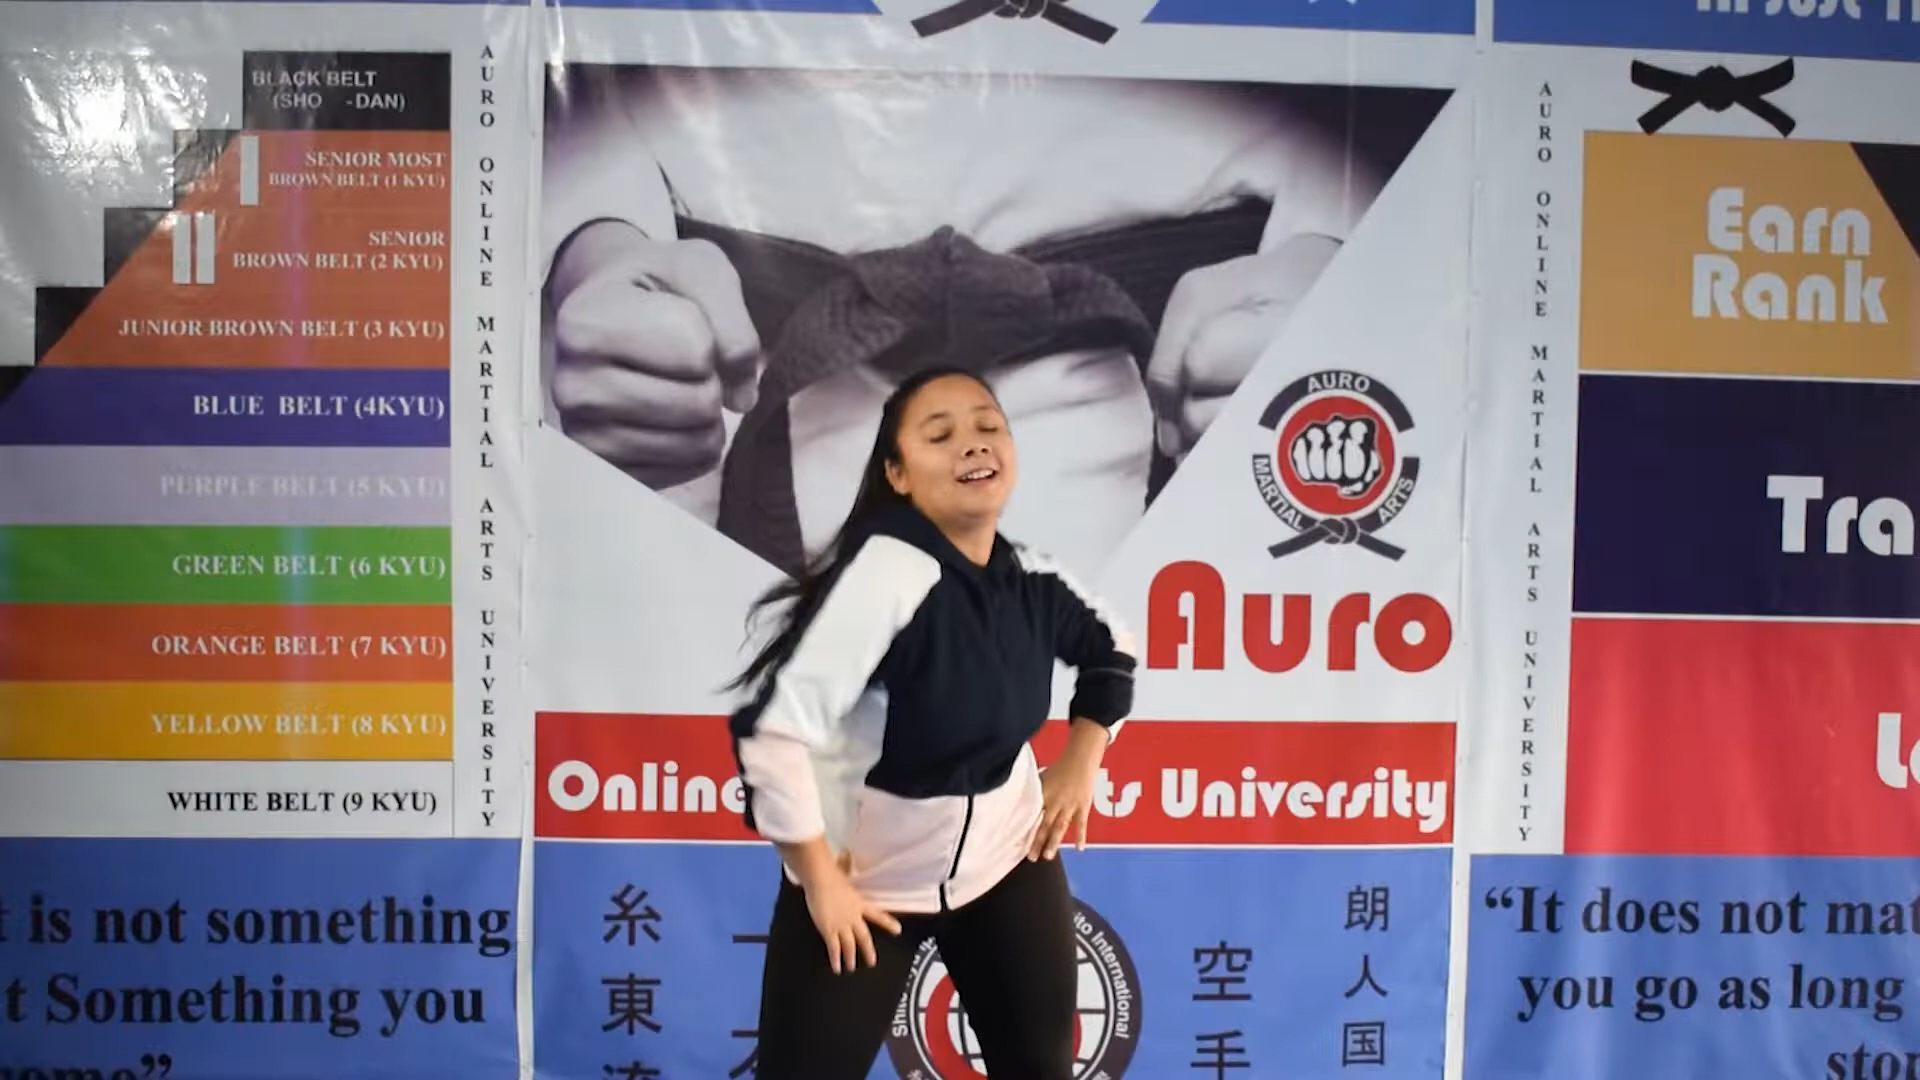 BLACK BELT
(SHO -DAN)
SENIOR MOST
BROWN BELT (1 KYU)
SENIOR
BROWN BELT (2 KYU)
JUNIOR BROWN BELT (3 KYU)
BLUE BELT (4KYU)
PURPLE BELT (5 KYU)
GREEN BELT (6 KYU)
ORANGE BELT (7 KYU)
YELLOW BELT (8 KYU)
WHITE BELT (9 KYU)
AURO ONLINE MARTIAL ARTS UNIVERSITY
is not something
Something you
AURO
MARTIAL ARTS
Auro
University
糸東
空手
朗人国
International
AURO ONLINE MARTIAL ARTS UNIVERSITY
Earn
Rank
“It does not
you go as long